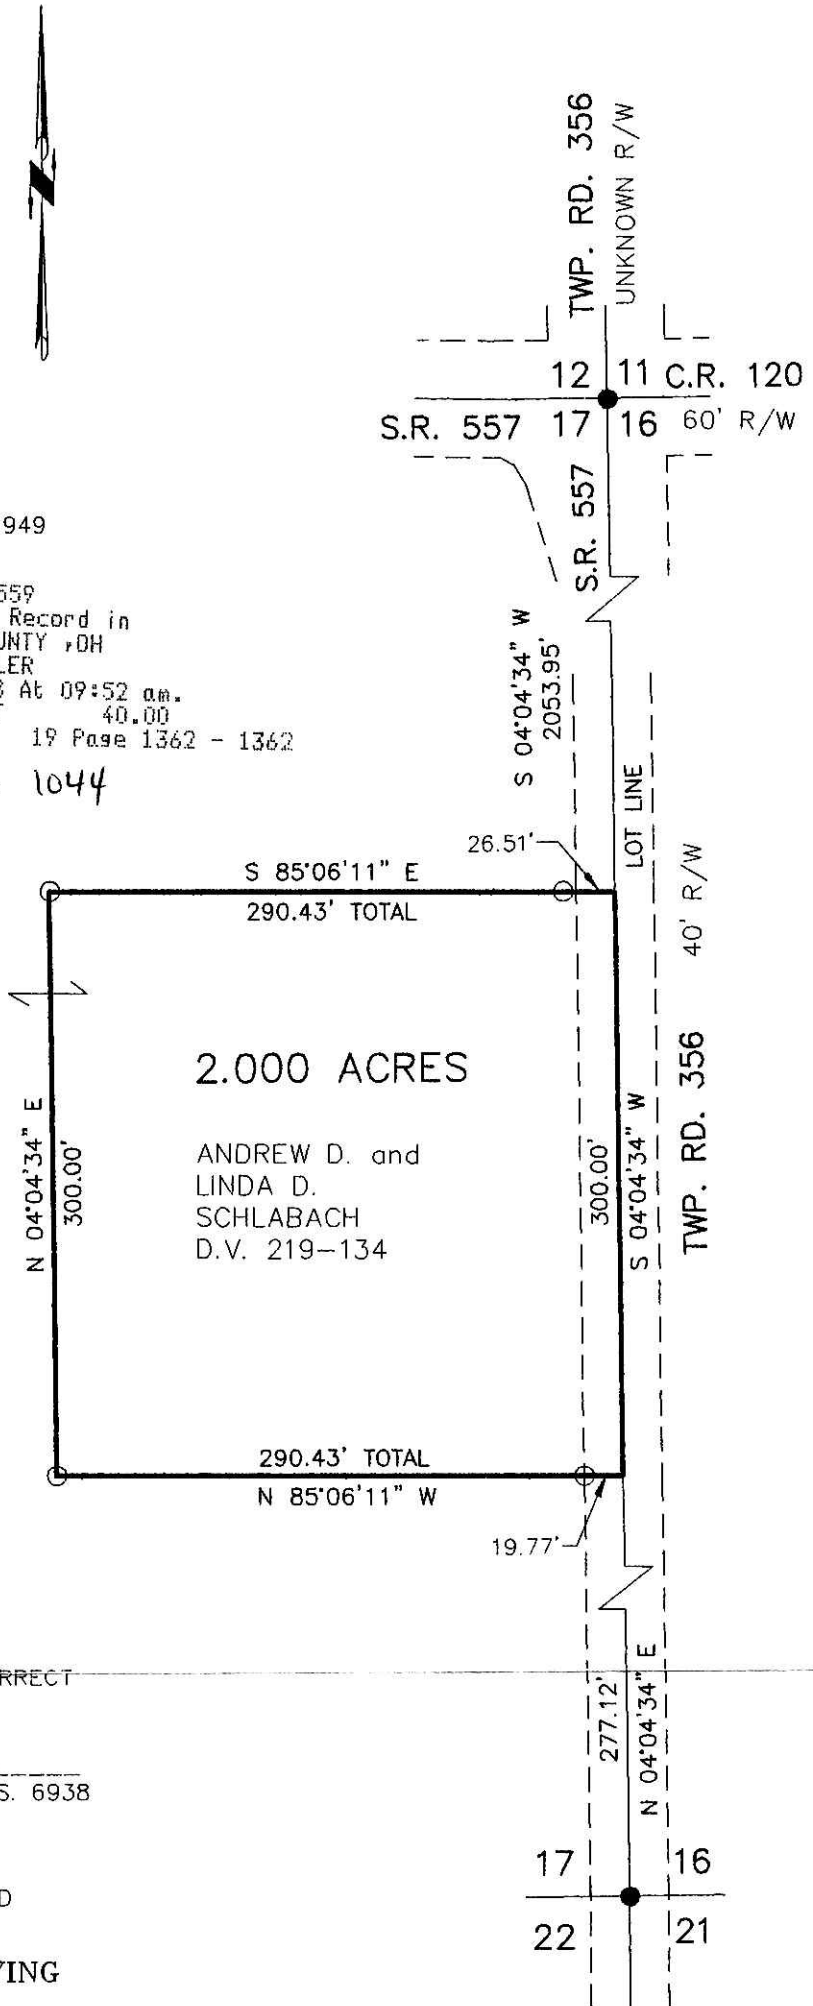 TWP. RD. 356
UNKNOWN R/W
12 11 C.R. 120
S.R. 557 17 16 60' R/W
S.R. 557
949
559
Record in
UNTY ,OH
LER
At 09:52 am.
40.00
19 Page 1362 - 1362
1044
S 04°04'34" W
2053.95'
LOT LINE
26.51'
S 85°06'11" E
290.43' TOTAL
40' R/W
TWP. RD. 356
2.000 ACRES
ANDREW D. and
LINDA D.
SCHLABACH
D.V. 219-134
N 04°04'34" E
300.00'
300.00'
S 04°04'34" W
290.43' TOTAL
N 85°06'11" W
19.77'
RRECT
277.12'
N 04°04'34" E
S. 6938
17 16
22 21
D
YING